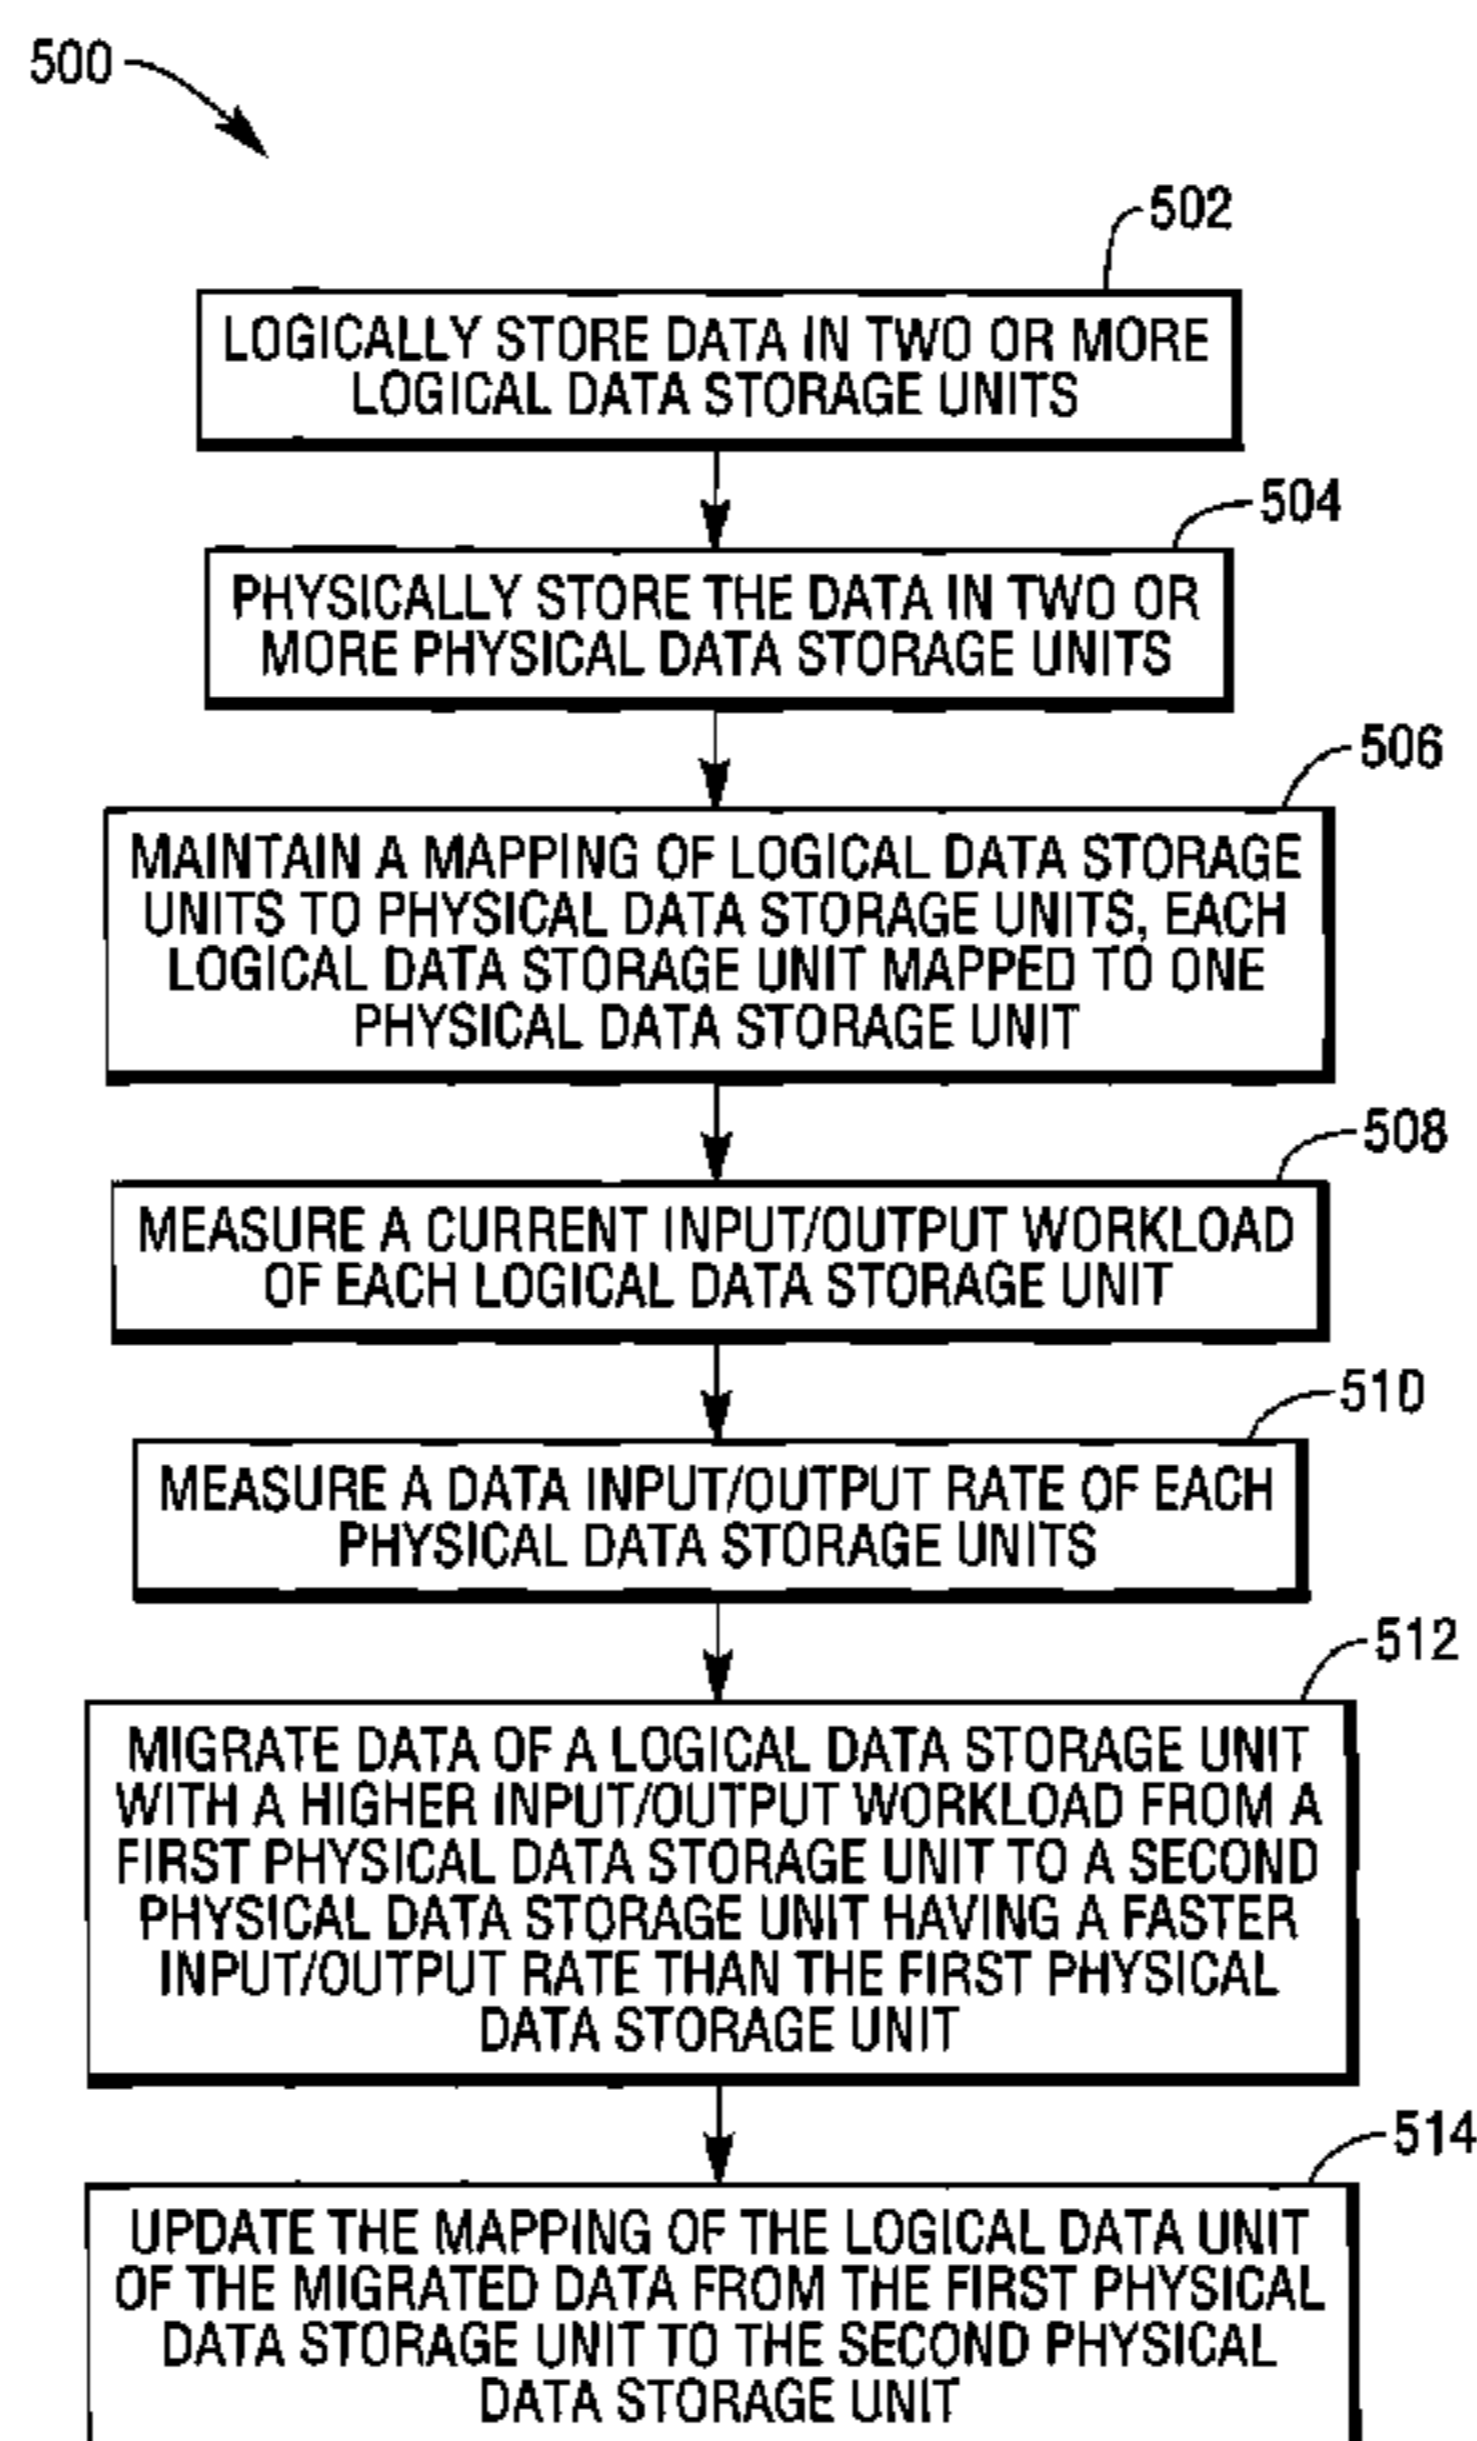 500
502
LOGICALLY STORE DATA IN TWO OR MORE
LOGICAL DATA STORAGE UNITS
504
PHYSICALLY STORE THE DATA IN TWO OR
MORE PHYSICAL DATA STORAGE UNITS
506
MAINTAIN A MAPPING OF LOGICAL DATA STORAGE
UNITS TO PHYSICAL DATA STORAGE UNITS, EACH
LOGICAL DATA STORAGE UNIT MAPPED TO ONE
PHYSICAL DATA STORAGE UNIT
508
MEASURE A CURRENT INPUT/OUTPUT WORKLOAD
OF EACH LOGICAL DATA STORAGE UNIT
510
MEASURE A DATA INPUT/OUTPUT RATE OF EACH
PHYSICAL DATA STORAGE UNITS
512
MIGRATE DATA OF A LOGICAL DATA STORAGE UNIT
WITH A HIGHER INPUT/OUTPUT WORKLOAD FROM A
FIRST PHYSICAL DATA STORAGE UNIT TO A SECOND
PHYSICAL DATA STORAGE UNIT HAVING A FASTER
INPUT/OUTPUT RATE THAN THE FIRST PHYSICAL
DATA STORAGE UNIT
514
UPDATE THE MAPPING OF THE LOGICAL DATA UNIT
OF THE MIGRATED DATA FROM THE FIRST PHYSICAL
DATA STORAGE UNIT TO THE SECOND PHYSICAL
DATA STORAGE UNIT